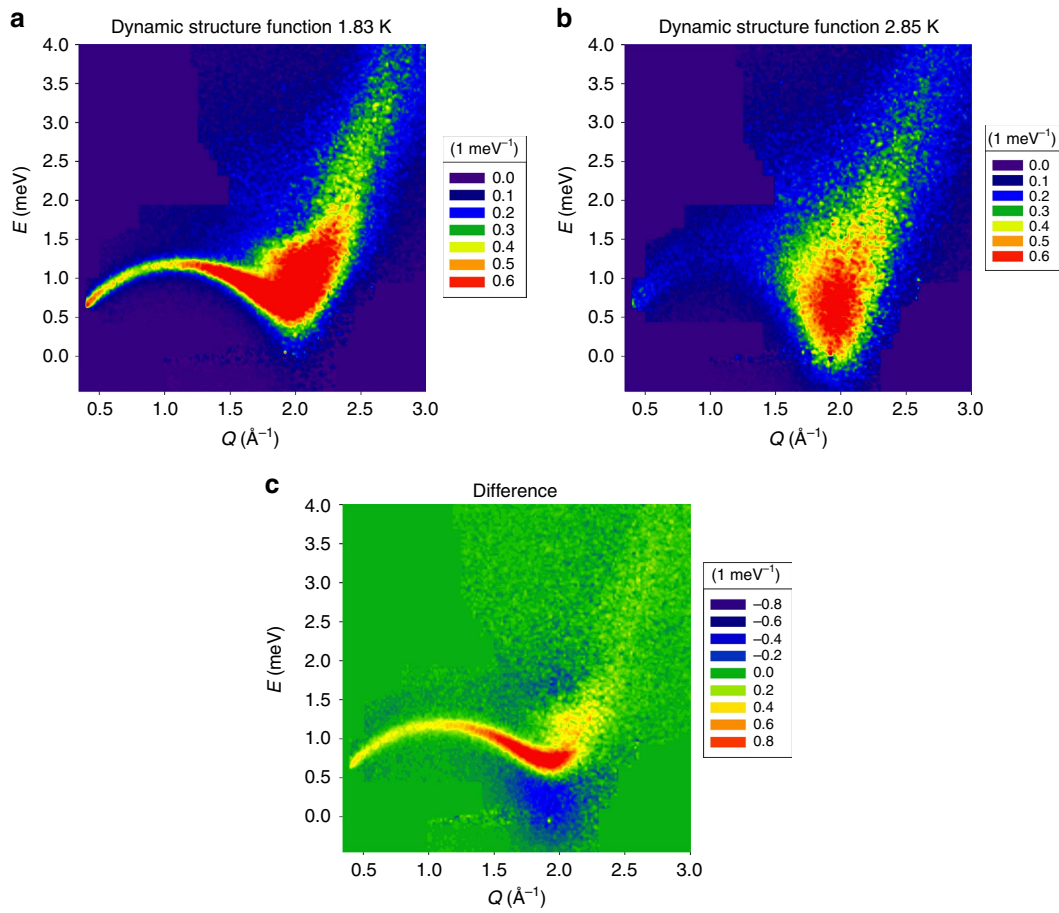 a
Dynamic structure function 1.83 K
4.0
3.5
3.0
2.5
2.0
1.5
1.0
0.5
0.0
E (meV)
0.5 1.0 1.5 2.0 2.5 3.0
Q (Å⁻¹)
(1 meV⁻¹)
0.0
0.1
0.2
0.3
0.4
0.5
0.6
b
Dynamic structure function 2.85 K
4.0
3.5
3.0
2.5
2.0
1.5
1.0
0.5
0.0
E (meV)
0.5 1.0 1.5 2.0 2.5 3.0
Q (Å⁻¹)
(1 meV⁻¹)
0.0
0.1
0.2
0.3
0.4
0.5
0.6
c
Difference
4.0
3.5
3.0
2.5
2.0
1.5
1.0
0.5
0.0
E (meV)
0.5 1.0 1.5 2.0 2.5 3.0
Q (Å⁻¹)
(1 meV⁻¹)
−0.8
−0.6
−0.4
−0.2
0.0
0.2
0.4
0.6
0.8